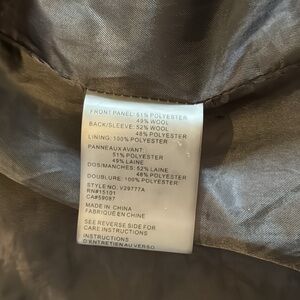 FRONT PANEL: 51% POLYESTER
49% WOOL
BACK/SLEEVE: 52% WOOL
48% POLYESTER
LINING: 100% POLYESTER
PANNEAUX AVANT:
51% POLYESTER
49% LAINE
DOS/MANCHES: 52% LAINE
48% POLYESTER
DOUBLURE: 100% POLYESTER
STYLE NO. V29777A
RN#15101
CA#59087
MADE IN CHINA
FABRIQUÉ EN CHINE
SEE REVERSE SIDE FOR
CARE INSTRUCTIONS
INSTRUCTIONS
D'ENTRETIEN AU VERSO